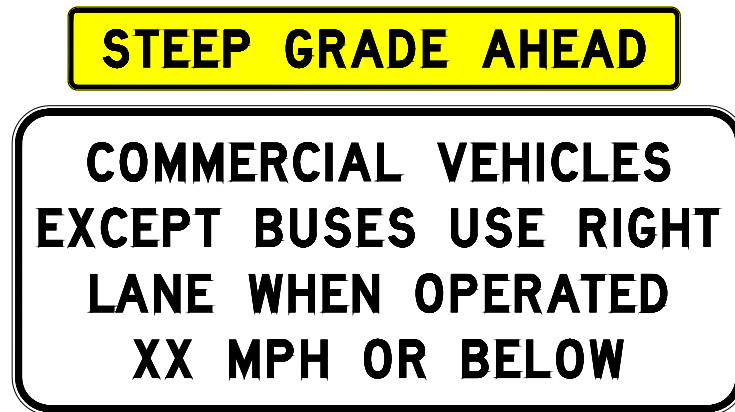 STEEP GRADE AHEAD
COMMERCIAL VEHICLES
EXCEPT BUSES USE RIGHT
LANE WHEN OPERATED
XX MPH OR BELOW